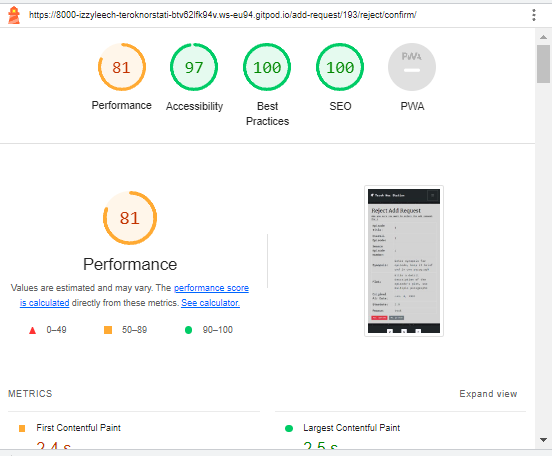 https://8000-izzyleech-teroknorstati-btv62lfk94v.ws-eu94.gitpod.io/add-request/193/reject/confirm/
81
97
100
100
PWA
Performance
Accessibility
Best
Practices
SEO
PWA
81
Performance
Values are estimated and may vary. The performance score
is calculated directly from these metrics. See calculator.
0–49
50–89
90–100
Reject Add Request
METRICS
Expand view
First Contentful Paint
2.4 s
Largest Contentful Paint
2.5 s